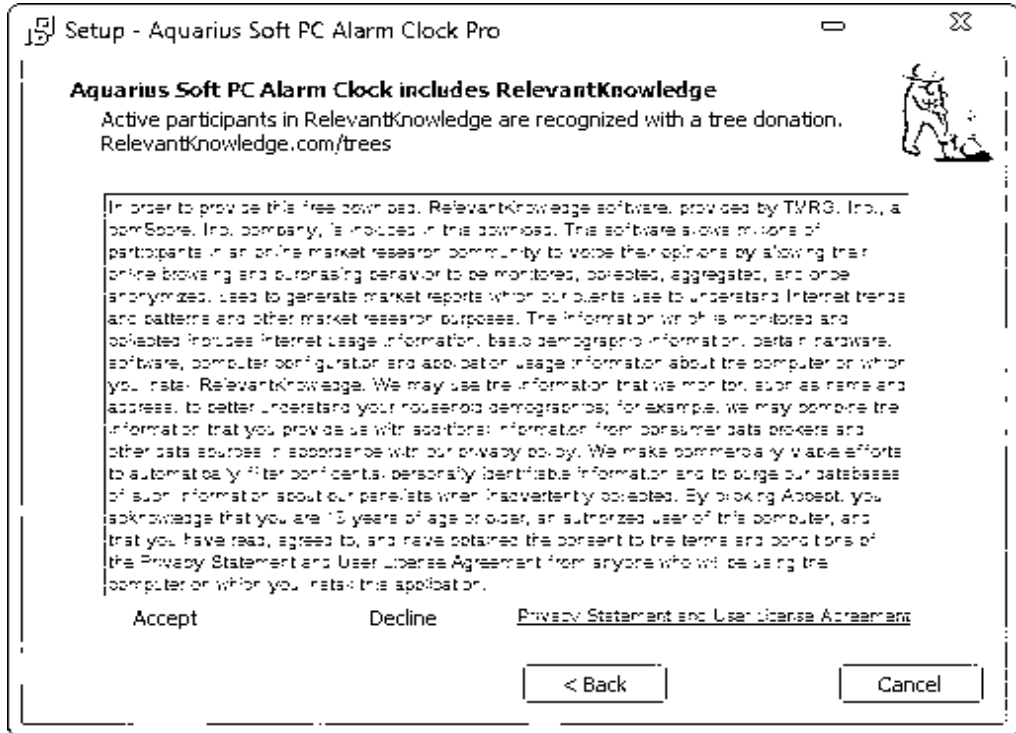 Setup - Aquarius Soft PC Alarm Clock Pro
Aquarius Soft PC Alarm Clock includes RelevantKnowledge
Active participants in RelevantKnowledge are recognized with a tree donation.
RelevantKnowledge.com/trees
In order to provide this free download, RelevantKnowledge software, provided by TMRG, Inc., a
comScore, Inc. company, is included in this download. This software allows millions of
participants in an online market research community to voice their opinions by allowing their
online browsing and purchasing behavior to be monitored, collected, aggregated, and once
anonymized, used to generate market reports which our clients use to understand Internet trends
and patterns and other market research purposes. The information which is monitored and
collected includes internet usage information, basic demographic information, certain hardware,
software, computer configuration and application usage information about the computer on which
you install RelevantKnowledge. We may use the information that we monitor, such as name and
address, to better understand your household demographics; for example, we may combine the
information that you provide us with additional information from consumer data brokers and
other data sources in accordance with our privacy policy. We make commercially viable efforts
to automatically filter confidential personally identifiable information and to purge our databases
of such information about our panelists when inadvertently collected. By clicking Accept, you
acknowledge that you are years of age or older, an authorized user of this computer, and
that you have read, agreed to, and have obtained the consent to the terms and conditions of
the Privacy Statement and User License Agreement from anyone who will be using the
computer on which you install this application.
Accept Decline Privacy Statement and User License Agreement
< Back Cancel